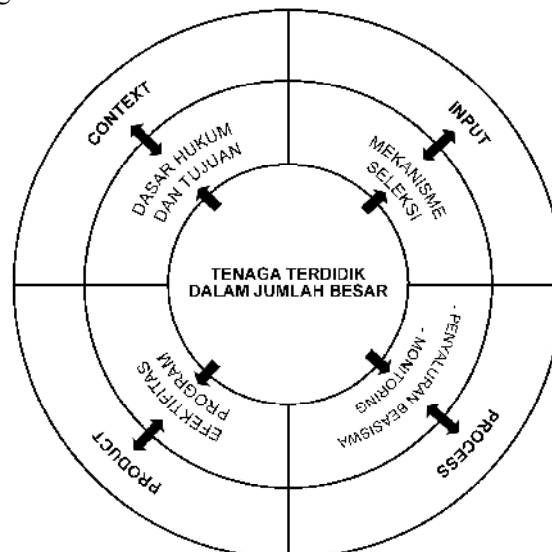 CONTEXT
DASAR HUKUM
DAN TUJUAN
INPUT
MEKANISME
SELEKSI
TENAGA TERDIDIK
DALAM JUMLAH BESAR
EFEKTIFITAS
PROGRAM
PRODUCT
- PENYALURAN BEASISWA
- MONITORING
PROCESS